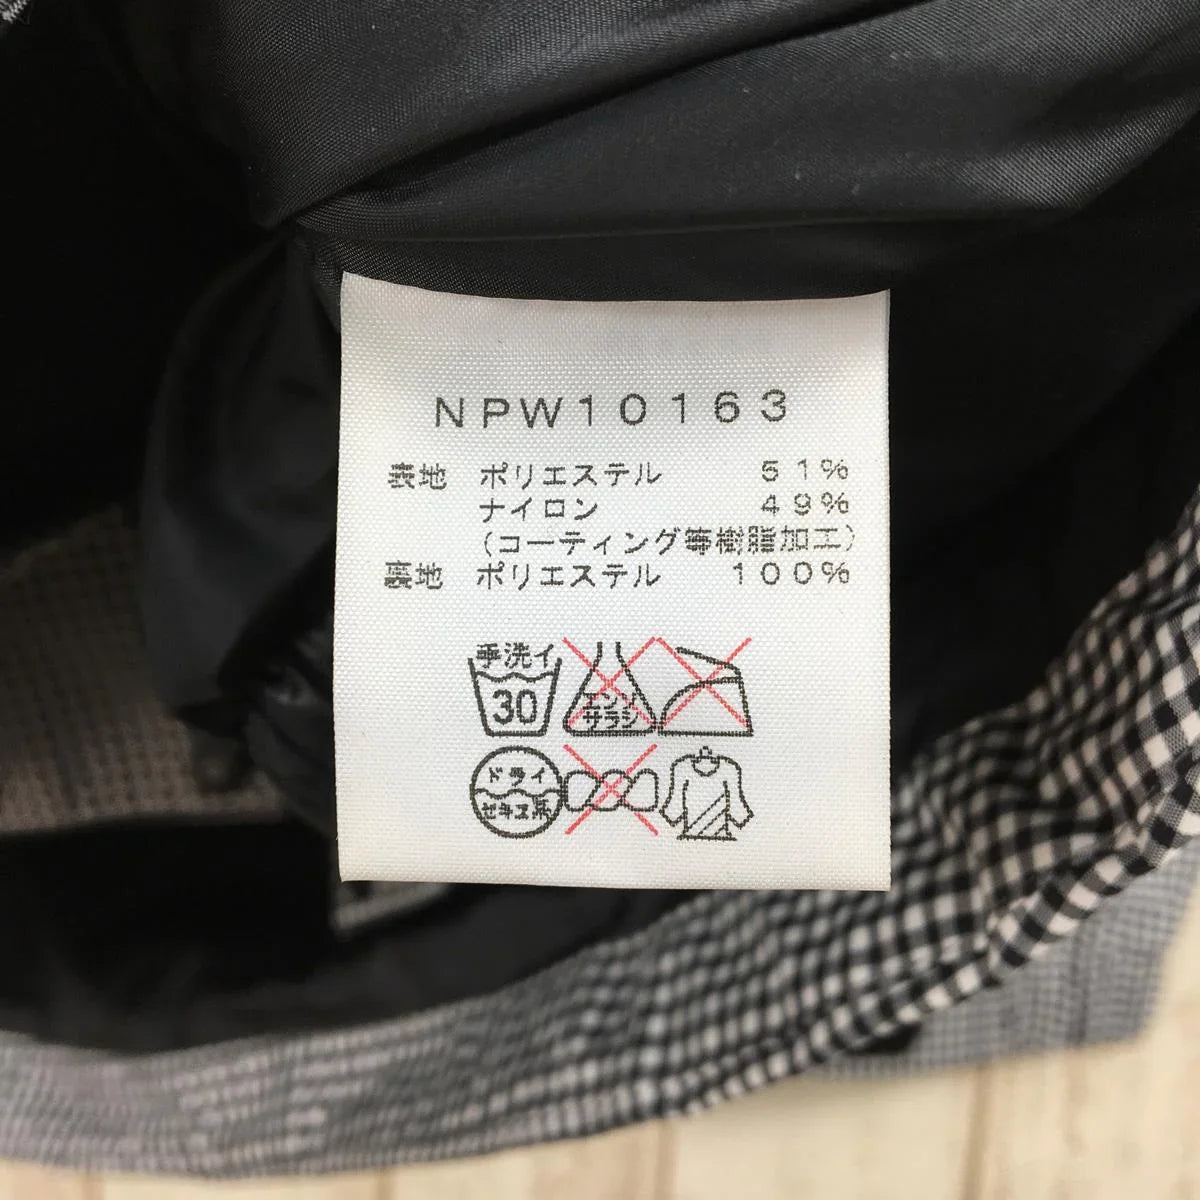 NPW10163
表地 ポリエステル 51%
ナイロン 49%
(コーティング等樹脂加工)
裏地 ポリエステル 100%
手洗イ
30
エンソ
サラシ
ドライ
セキユ系